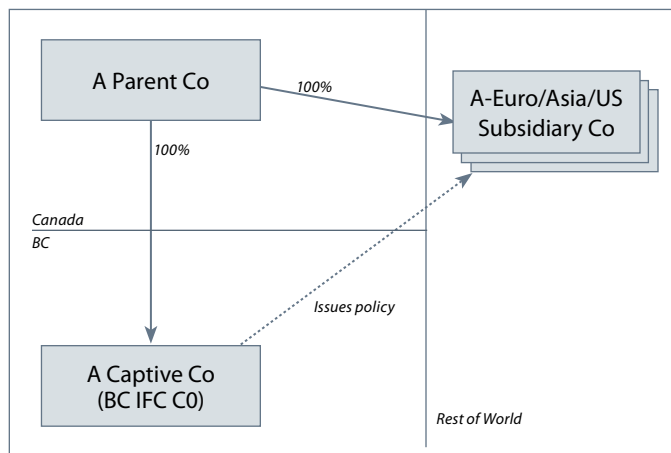 A Parent Co
100%
A-Euro/Asia/US
Subsidiary Co
100%
Canada
BC
Issues policy
A Captive Co
(BC IFC C0)
Rest of World